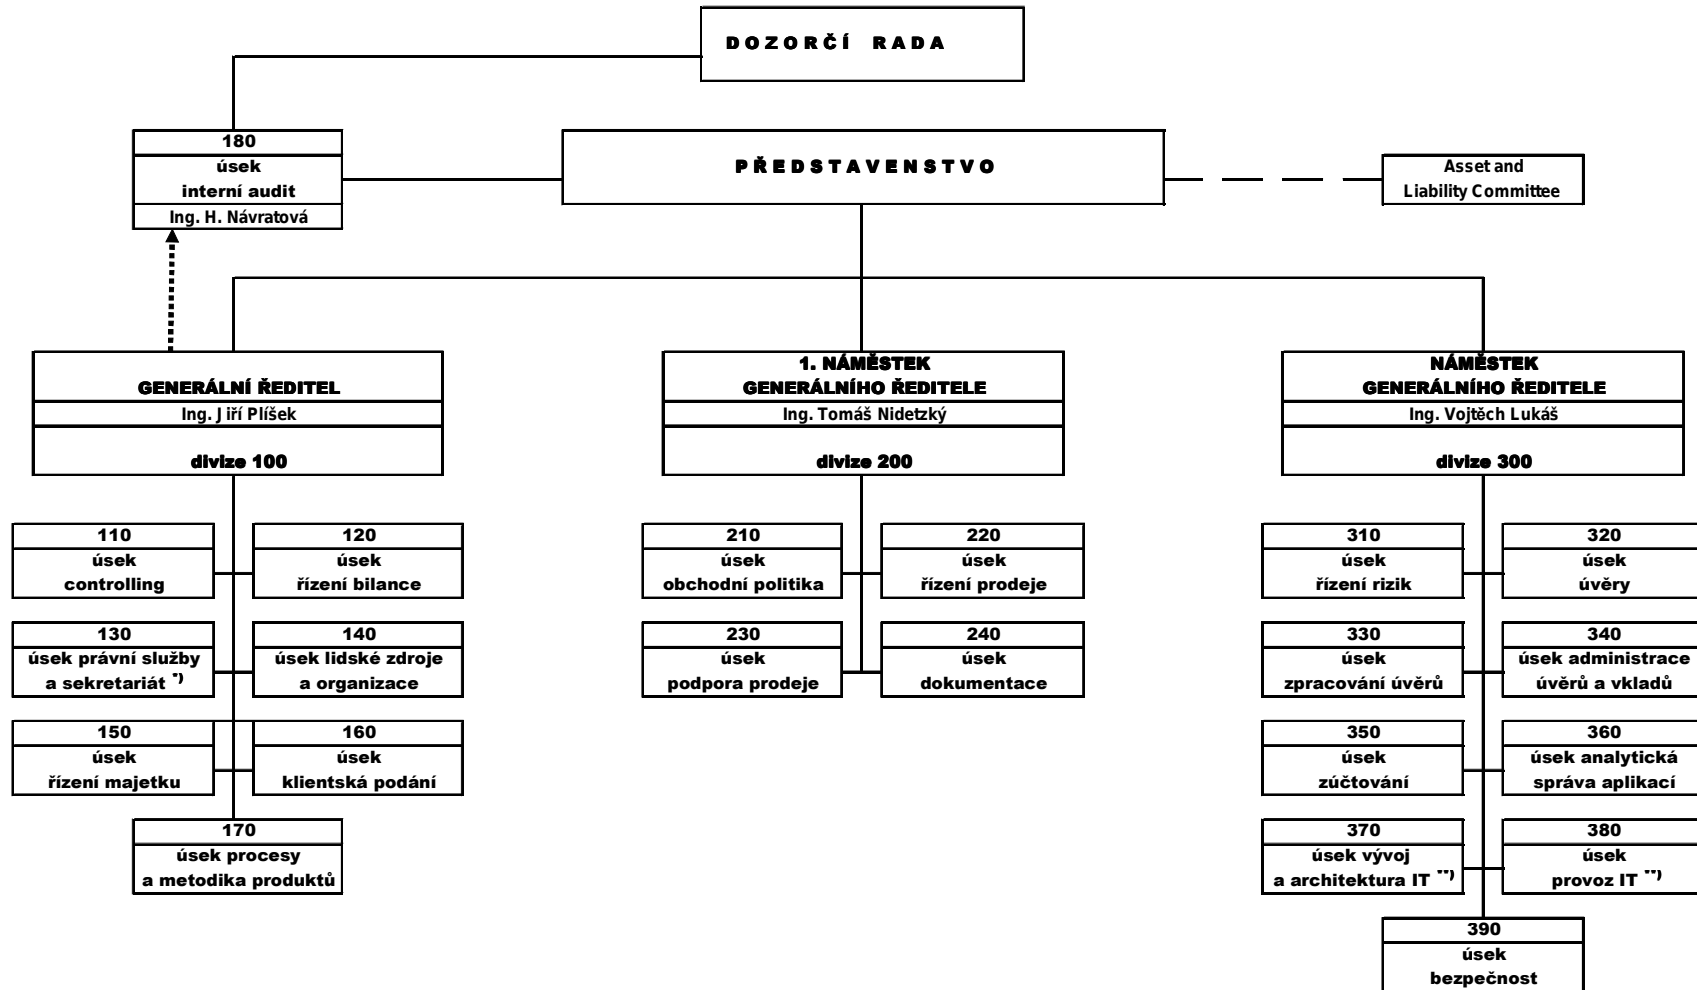 DOZORČÍ RADA
180
úsek
interní audit
Ing. H. Návratová
PŘEDSTAVENSTVO
Asset and
Liability Committee
GENERÁLNÍ ŘEDITEL
Ing. Jiří Plíšek
divize 100
1. NÁMĚSTEK
GENERÁLNÍHO ŘEDITELE
Ing. Tomáš Nidetzký
divize 200
NÁMĚSTEK
GENERÁLNÍHO ŘEDITELE
Ing. Vojtěch Lukáš
divize 300
110
úsek
controlling
120
úsek
řízení bilance
130
úsek právní služby
a sekretariát *)
140
úsek lidské zdroje
a organizace
150
úsek
řízení majetku
160
úsek
klientská podání
170
úsek procesy
a metodika produktů
210
úsek
obchodní politika
220
úsek
řízení prodeje
230
úsek
podpora prodeje
240
úsek
dokumentace
310
úsek
řízení rizik
320
úsek
úvěry
330
úsek
zpracování úvěrů
340
úsek administrace
úvěrů a vkladů
350
úsek
zúčtování
360
úsek analytická
správa aplikací
370
úsek vývoj
a architektura IT **)
380
úsek
provoz IT **)
390
úsek
bezpečnost